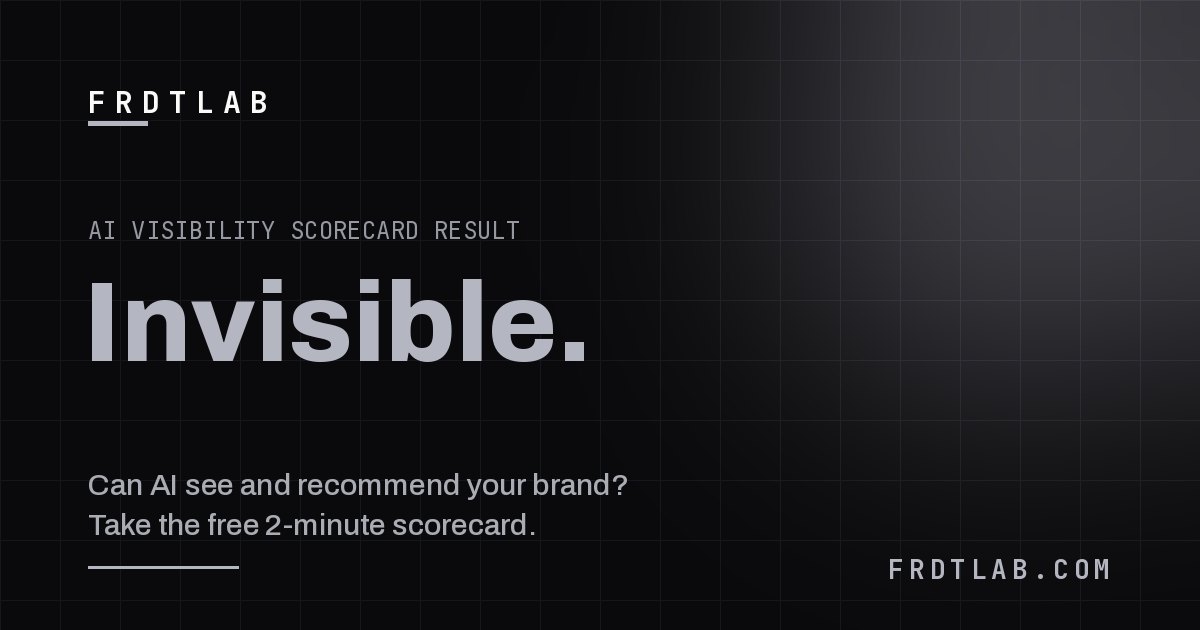 FRDTLAB
AI VISIBILITY SCORECARD RESULT
Invisible.
Can AI see and recommend your brand?
Take the free 2-minute scorecard.
FRDTLAB.COM